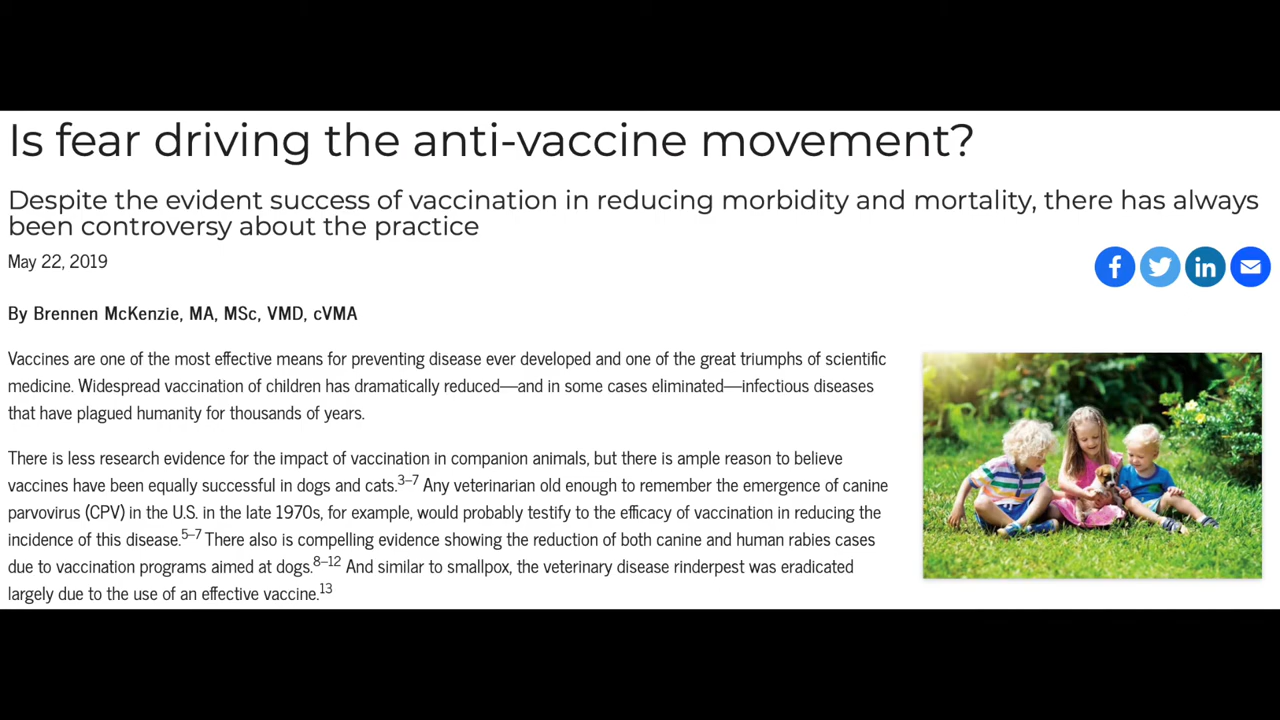 Is fear driving the anti-vaccine movement?
Despite the evident success of vaccination in reducing morbidity and mortality, there has always
been controversy about the practice
May 22, 2019
By Brennen McKenzie, MA, MSc, VMD, cVMA
Vaccines are one of the most effective means for preventing disease ever developed and one of the great triumphs of scientific
medicine. Widespread vaccination of children has dramatically reduced—and in some cases eliminated—infectious diseases
that have plagued humanity for thousands of years.
There is less research evidence for the impact of vaccination in companion animals, but there is ample reason to believe
vaccines have been equally successful in dogs and cats.3–7 Any veterinarian old enough to remember the emergence of canine
parvovirus (CPV) in the U.S. in the late 1970s, for example, would probably testify to the efficacy of vaccination in reducing the
incidence of this disease.5–7 There also is compelling evidence showing the reduction of both canine and human rabies cases
due to vaccination programs aimed at dogs.8–12 And similar to smallpox, the veterinary disease rinderpest was eradicated
largely due to the use of an effective vaccine.13